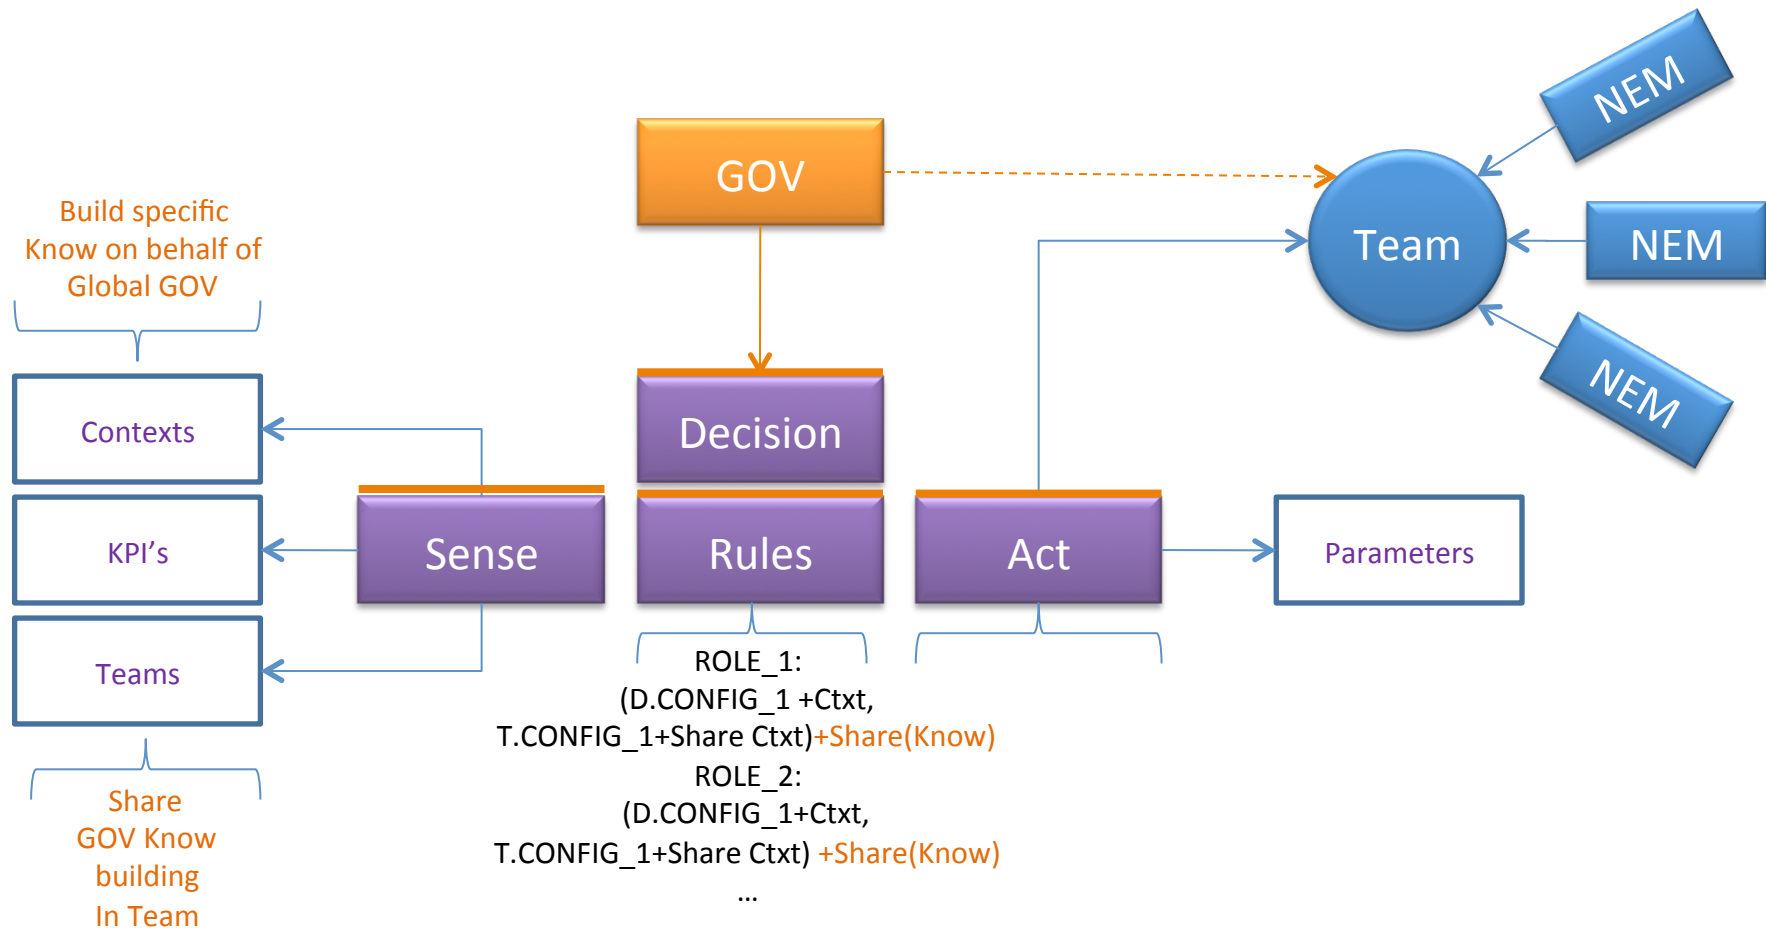 NEM
GOV
Build specific
Know on behalf of
Global GOV
Team
NEM
NEM
Contexts
Decision
KPI's
Sense
Rules
Act
Parameters
Teams
ROLE_1:
(D.CONFIG_1 +Ctxt,
T.CONFIG_1+Share Ctxt)+Share(Know)
ROLE_2:
(D.CONFIG_1+Ctxt,
T.CONFIG_1+Share Ctxt) +Share(Know)
...
Share
GOV Know
building
In Team